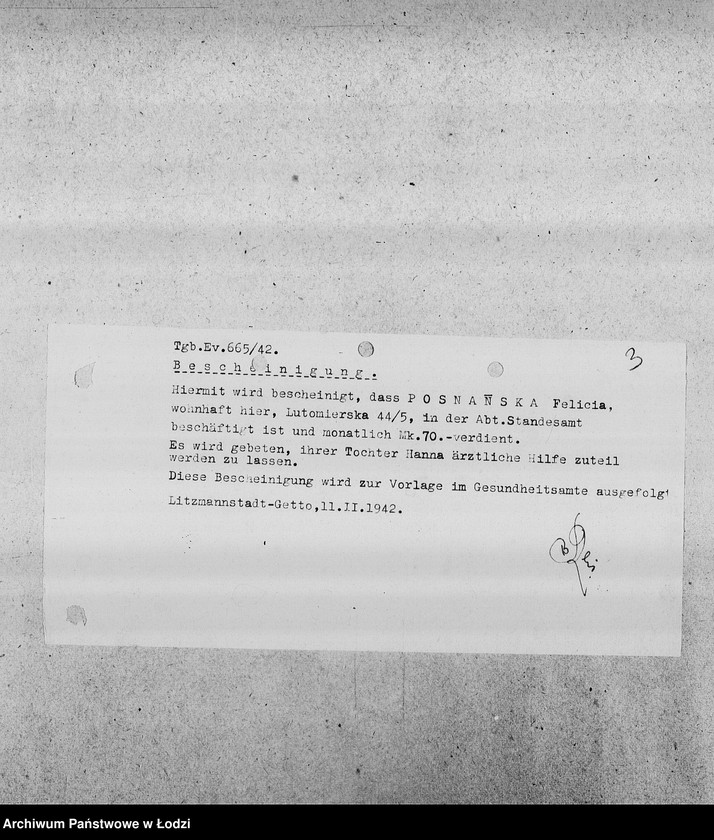 Tgb.Ev.665/42.
3
B e s c h e i n i g u n g .
Hiermit wird bescheinigt, dass P O S N A Ń S K A Felicia,
wohnhaft hier, Lutomierska 44/5, in der Abt.Standesamt
beschäftigt ist und monatlich Mk.70.-verdient.
Es wird gebeten, ihrer Tochter Hanna ärztliche Hilfe zuteil
werden zu lassen.
Diese Bescheinigung wird zur Vorlage im Gesundheitsamte ausgefolgt
Litzmannstadt-Getto,11.II.1942.
Archiwum Państwowe w Łodzi